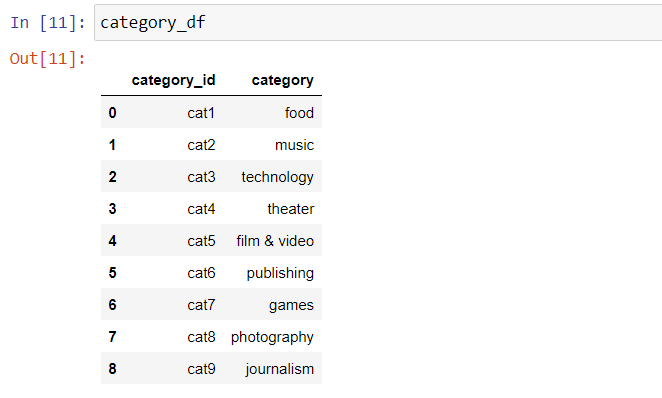 In [11]: category_df
Out[11]:
category_id category
0 cat1 food
1 cat2 music
2 cat3 technology
3 cat4 theater
4 cat5 film & video
5 cat6 publishing
6 cat7 games
7 cat8 photography
8 cat9 journalism